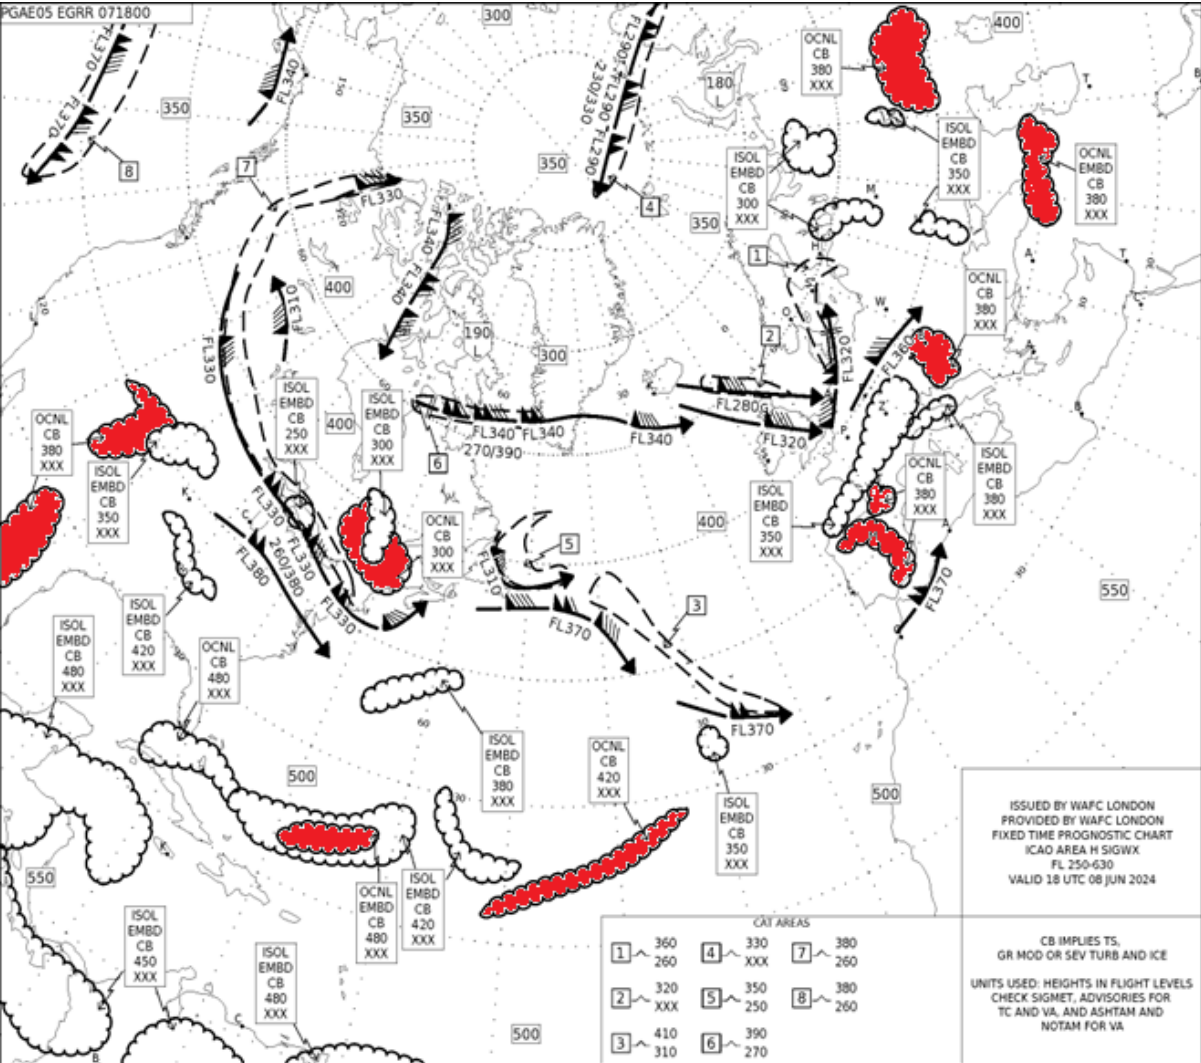 PGAE05 EGRR 071800
300
400
OCNL
CB
380
XXX
180
L
350
350
350
FL370
FL370
FL340
FL290
FL290
FL290
230/330
8
7
4
ISOL
EMBD
CB
300
XXX
ISOL
EMBD
CB
350
XXX
OCNL
EMBD
CB
380
XXX
350
1
2
FL330
FL340
FL340
FL310
FL330
400
190
L
300
400
OCNL
CB
380
XXX
FL320
FL360
FL280
FL320
OCNL
CB
380
XXX
ISOL
EMBD
CB
350
XXX
ISOL
EMBD
CB
250
XXX
ISOL
EMBD
CB
300
XXX
FL340
FL340
270/390
FL340
6
ISOL
EMBD
CB
350
XXX
OCNL
CB
380
XXX
ISOL
EMBD
CB
380
XXX
400
OCNL
CB
300
XXX
5
FL310
FL330
FL330
260/380
FL330
FL380
FL370
3
FL370
FL370
550
ISOL
EMBD
CB
420
XXX
ISOL
EMBD
CB
480
XXX
OCNL
CB
480
XXX
ISOL
EMBD
CB
380
XXX
OCNL
CB
420
XXX
ISOL
EMBD
CB
350
XXX
500
500
550
OCNL
EMBD
CB
480
XXX
ISOL
EMBD
CB
420
XXX
ISOL
EMBD
CB
450
XXX
ISOL
EMBD
CB
480
XXX
500
ISSUED BY WAFC LONDON
PROVIDED BY WAFC LONDON
FIXED TIME PROGNOSTIC CHART
ICAO AREA H SIGWX
FL 250-630
VALID 18 UTC 08 JUN 2024
CAT AREAS
1 360
260
4 330
XXX
7 380
260
2 320
XXX
5 350
250
8 380
260
3 410
310
6 390
270
CB IMPLIES TS,
GR MOD OR SEV TURB AND ICE
UNITS USED: HEIGHTS IN FLIGHT LEVELS
CHECK SIGMET, ADVISORIES FOR
TC AND VA, AND ASHTAM AND
NOTAM FOR VA